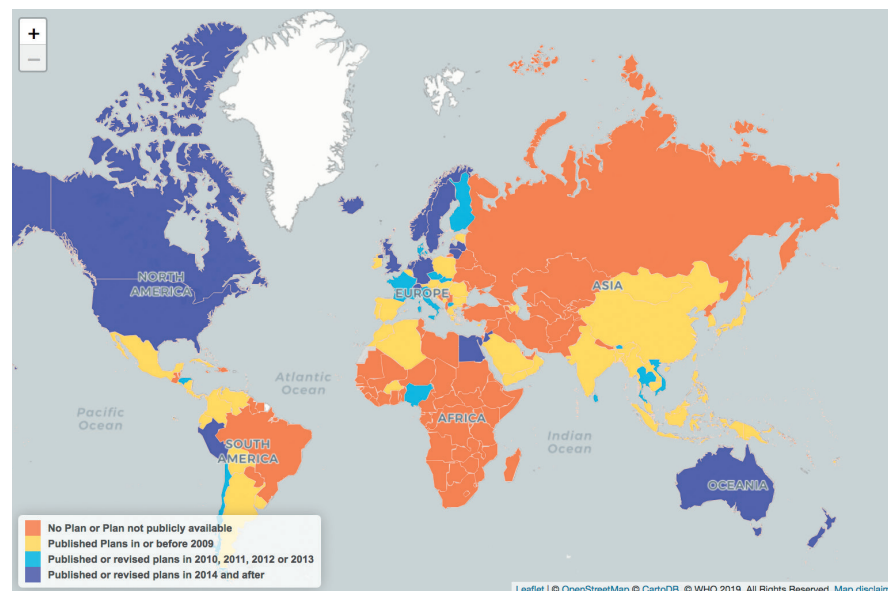 +
−
NORTH
AMERICA
EUROPE
ASIA
Atlantic
Ocean
AFRICA
Pacific
Ocean
Indian
Ocean
SOUTH
AMERICA
OCEANIA
No Plan or Plan not publicly available
Published Plans in or before 2009
Published or revised plans in 2010, 2011, 2012 or 2013
Published or revised plans in 2014 and after
Leaflet | © OpenStreetMap © CartoDB, © WHO 2019. All Rights Reserved. Map disclaim